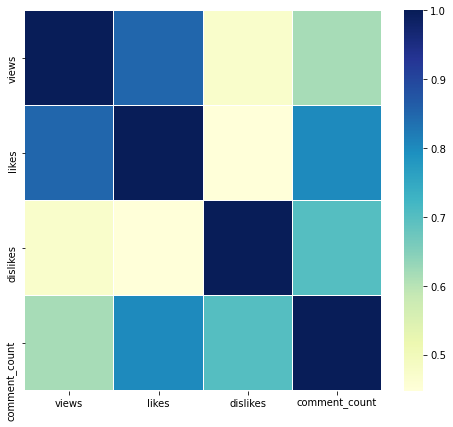 views
likes
dislikes
comment_count
views
likes
dislikes
comment_count
1.0
0.9
0.8
0.7
0.6
0.5